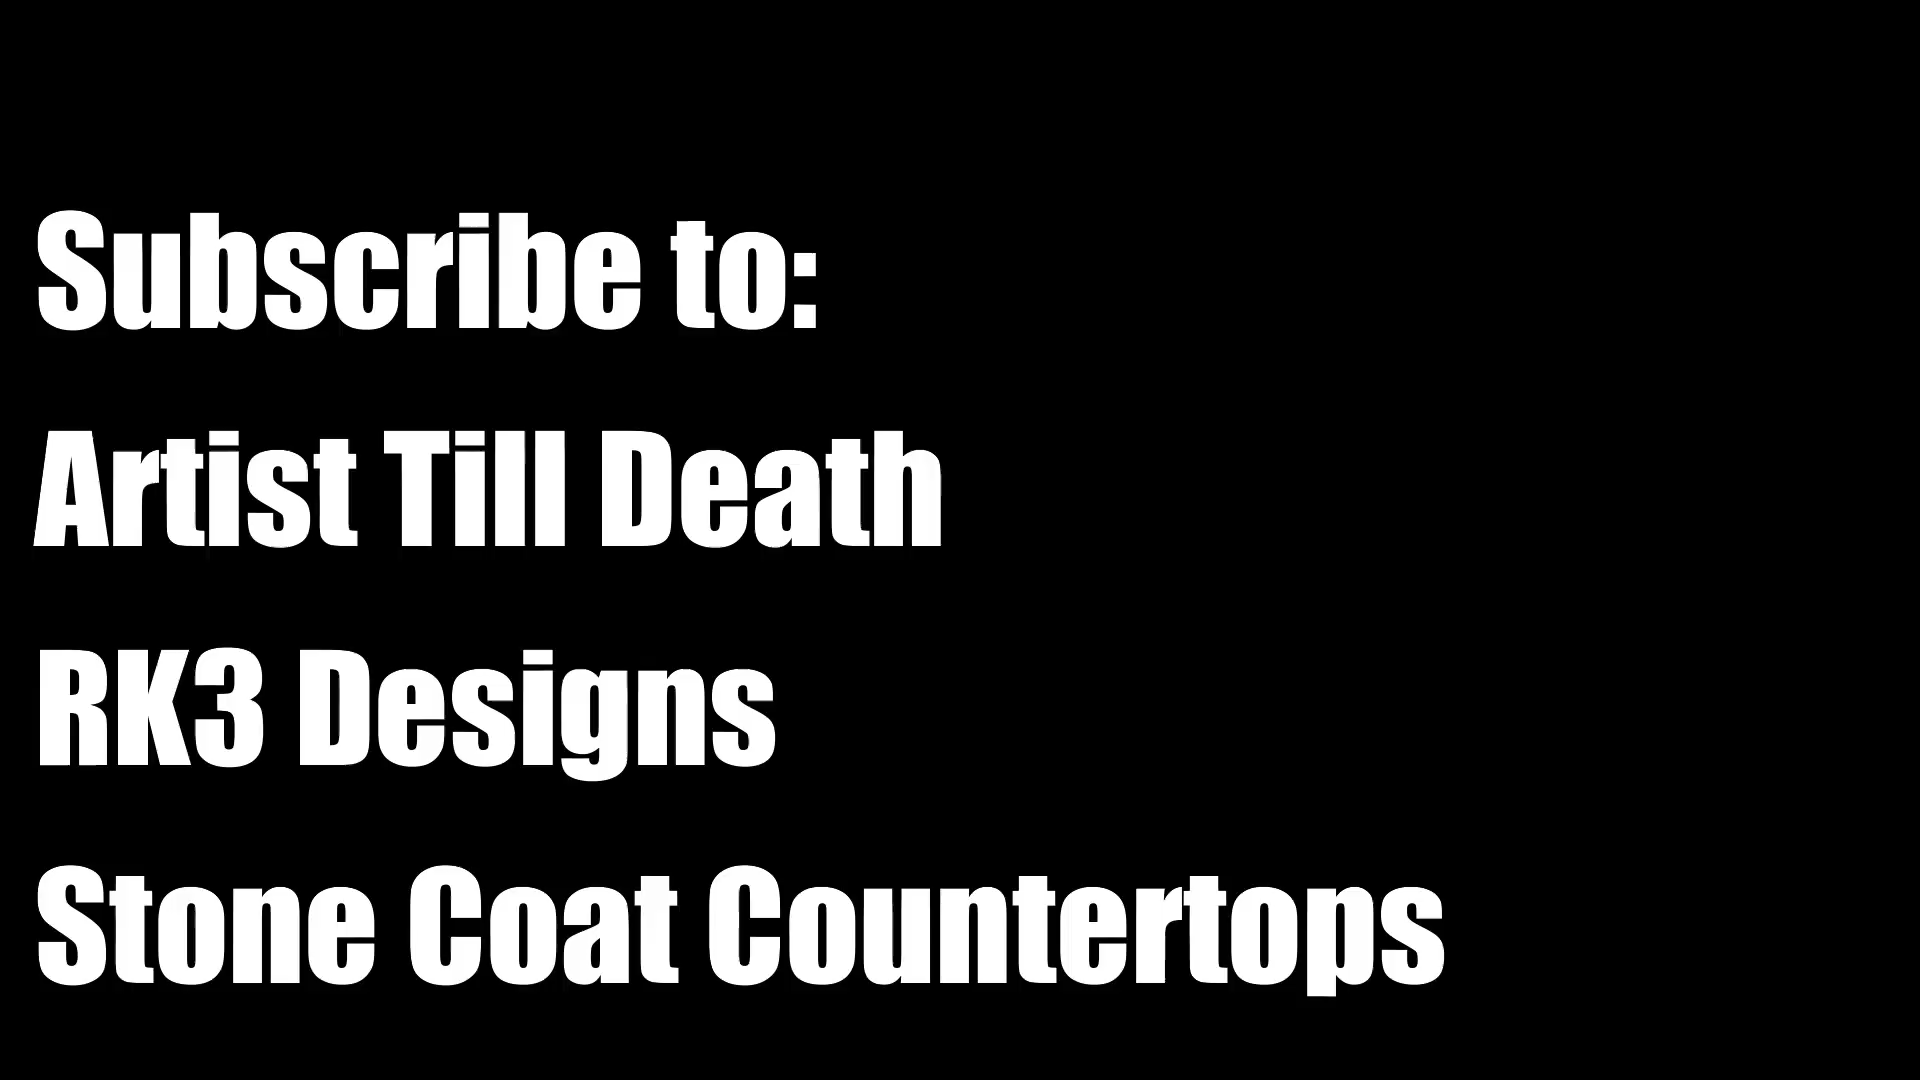 Subscribe to:
Artist Till Death
RK3 Designs
Stone Coat Countertops